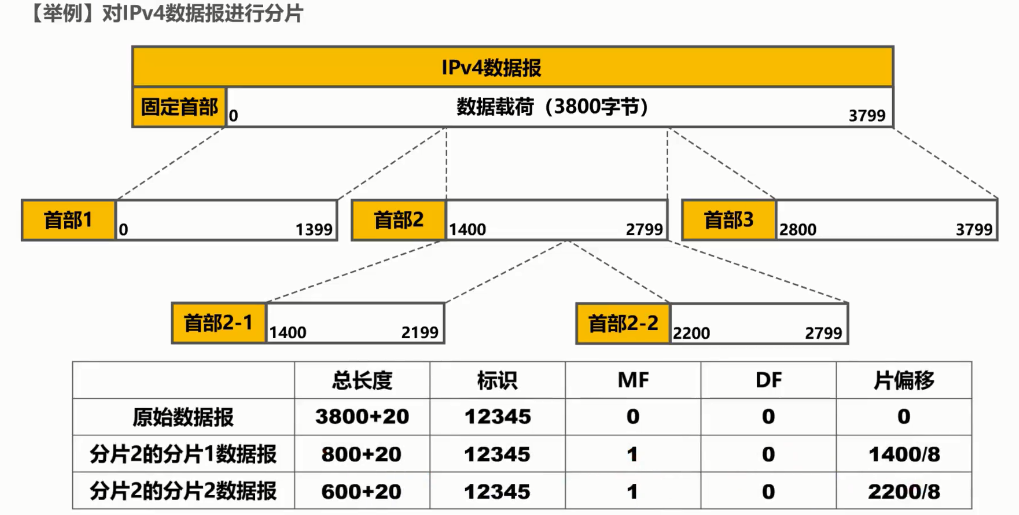 【举例】对IPv4数据报进行分片
IPv4数据报
固定首部 0 数据载荷（3800字节） 3799
首部1 0 1399 首部2 1400 2799 首部3 2800 3799
首部2-1 1400 2199 首部2-2 2200 2799
总长度 标识 MF DF 片偏移
原始数据报 3800+20 12345 0 0 0
分片2的分片1数据报 800+20 12345 1 0 1400/8
分片2的分片2数据报 600+20 12345 1 0 2200/8